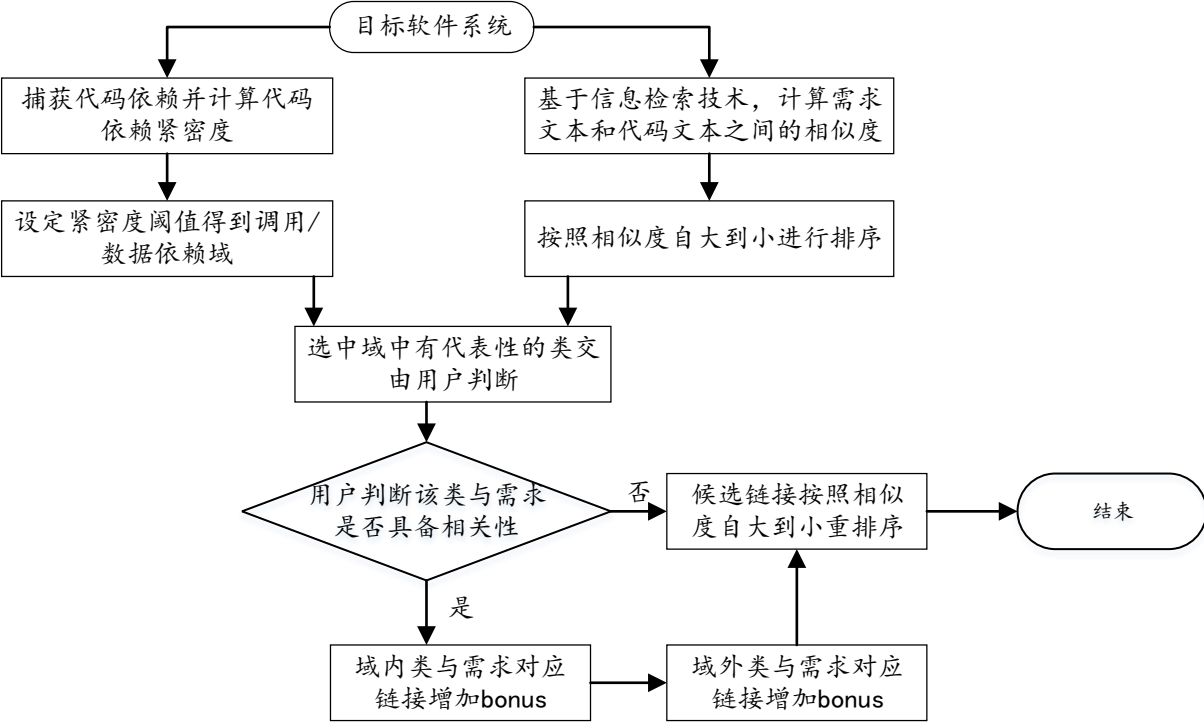 目标软件系统
捕获代码依赖并计算代码
依赖紧密度
基于信息检索技术，计算需求
文本和代码文本之间的相似度
设定紧密度阈值得到调用/
数据依赖域
按照相似度自大到小进行排序
选中域中有代表性的类交
由用户判断
用户判断该类与需求
是否具备相关性
否
候选链接按照相似
度自大到小重排序
结束
是
域内类与需求对应
链接增加bonus
域外类与需求对应
链接增加bonus